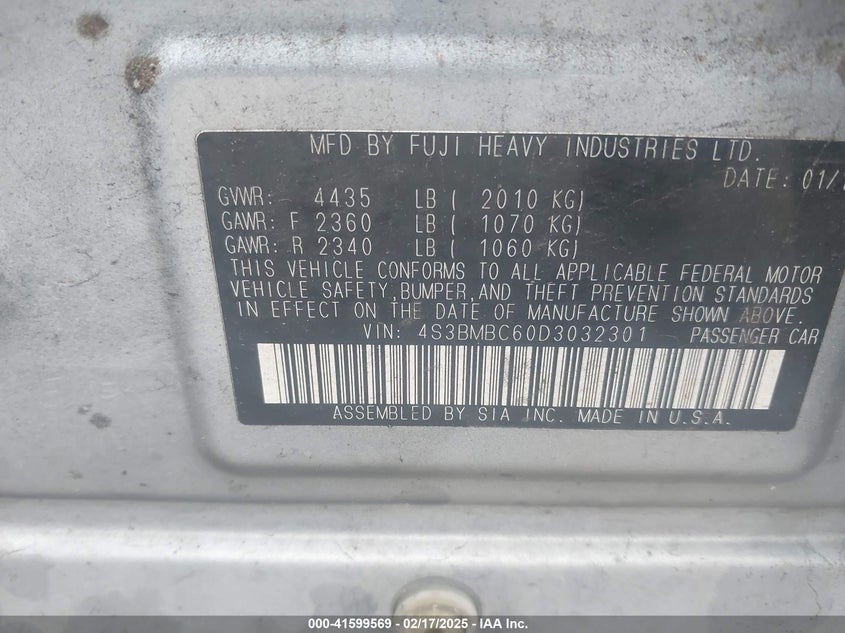 MFD BY FUJI HEAVY INDUSTRIES LTD.
DATE: 01/
GVWR: 4435 LB ( 2010 KG)
GAWR: F 2360 LB ( 1070 KG)
GAWR: R 2340 LB ( 1060 KG)
THIS VEHICLE CONFORMS TO ALL APPLICABLE FEDERAL MOTOR
VEHICLE SAFETY, BUMPER, AND THEFT PREVENTION STANDARDS
IN EFFECT ON THE DATE OF MANUFACTURE SHOWN ABOVE.
VIN: 4S3BMBC60D3032301 PASSENGER CAR
ASSEMBLED BY SIA INC. MADE IN U.S.A.
000-41599569 - 02/17/2025 - IAA Inc.